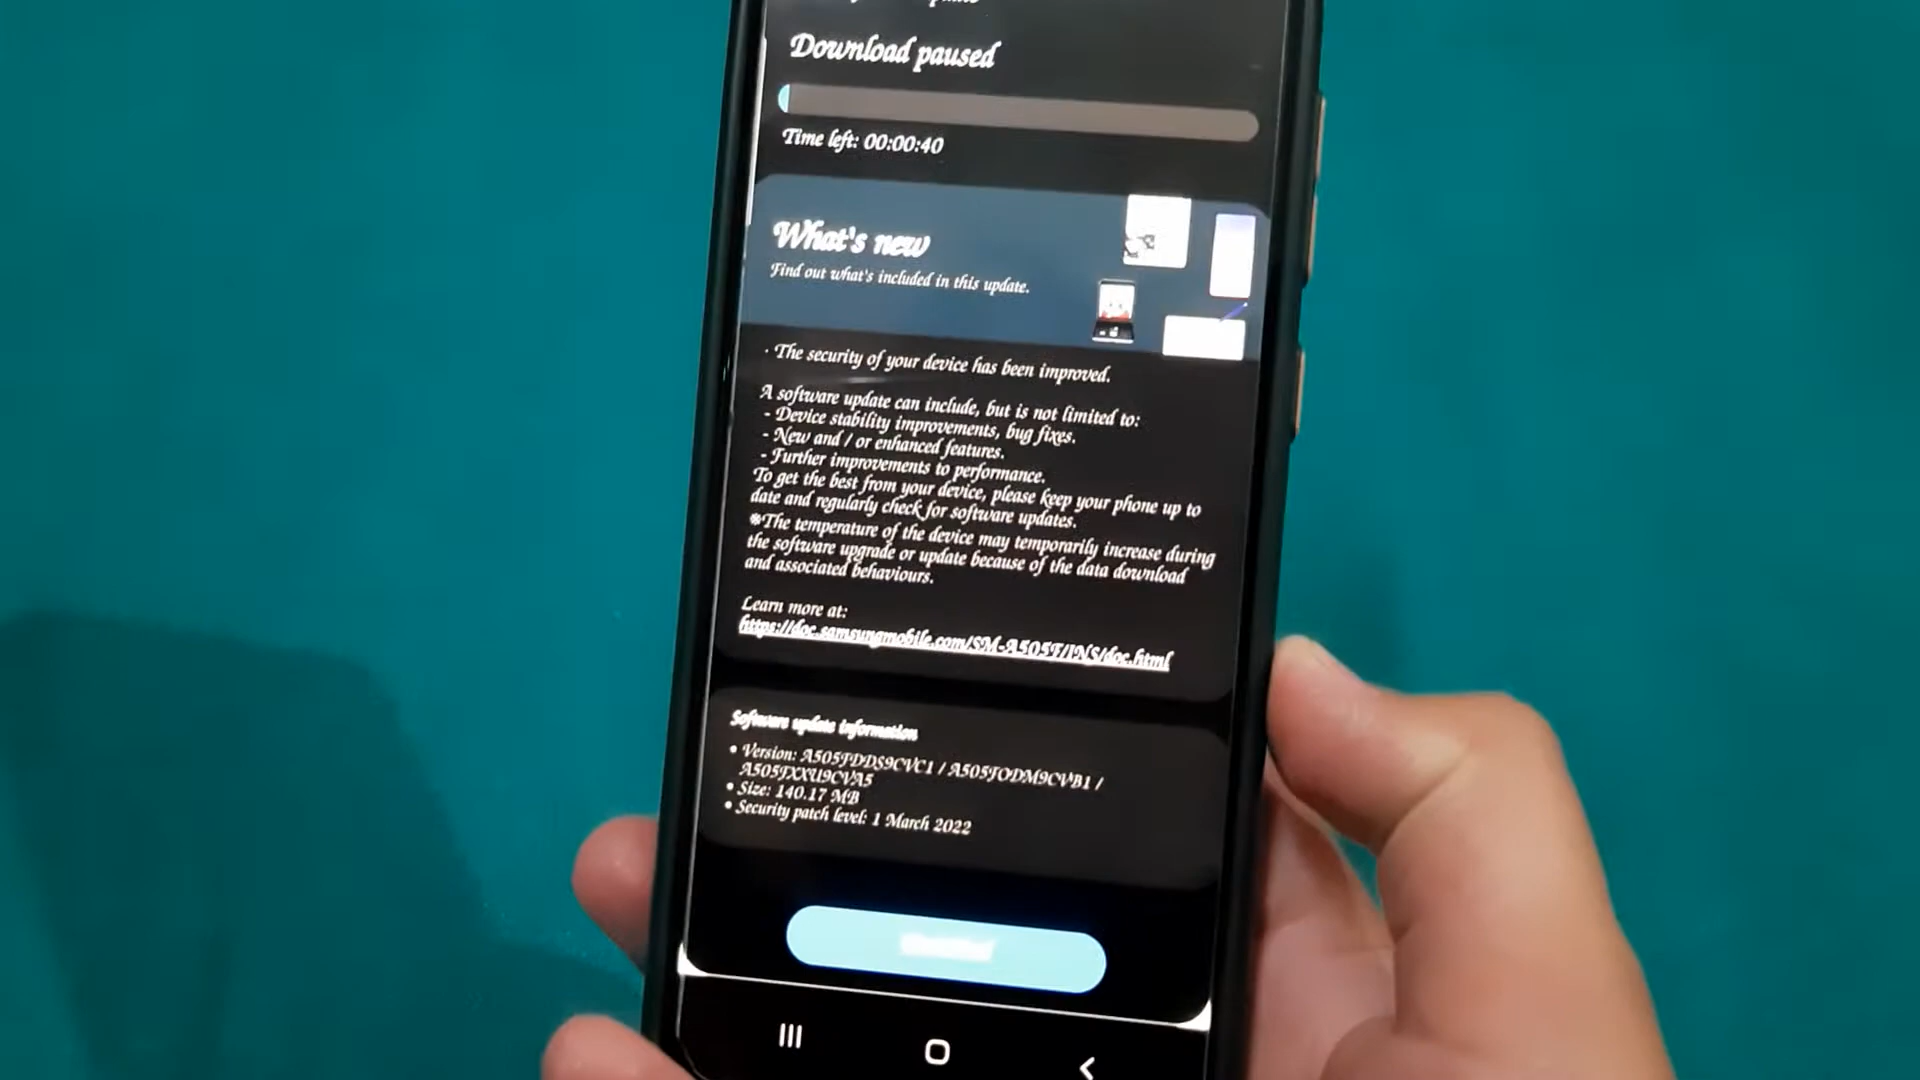 Download paused
Time left: 00:00:40
What's new
Find out what's included in this update.
· The security of your device has been improved.
A software update can include, but is not limited to:
- Device stability improvements, bug fixes.
- New and / or enhanced features.
- Further improvements to performance.
To get the best from your device, please keep your phone up to
date and regularly check for software updates.
※The temperature of the device may temporarily increase during
the software upgrade or update because of the data download
and associated behaviours.
Learn more at:
https://doc.samsungmobile.com/SM-A505F/INS/doc.html
Software update information
• Version: A505FDDS9CVC1 / A505FODM9CVB1 /
A505FXXU9CVA5
• Size: 140.17 MB
• Security patch level: 1 March 2022